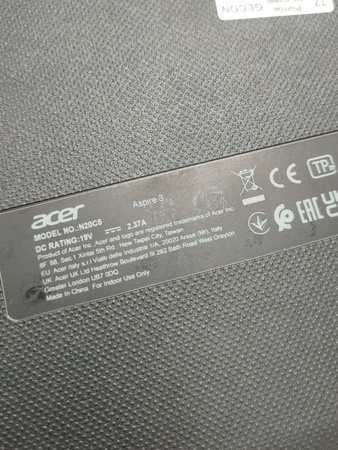 GECON
acer
Aspire 3
MODEL NO.:N20C5
DC RATING:19V ⎓ 2.37A
Product of Acer Inc. Acer and logo are registered trademarks of Acer Inc.
8F 88, Sec.1 Xintai 5th Rd., New Taipei City, Taiwan
EU: Acer Italy s.r.l Viale delle Industrie 1/A, 20020 Arese (MI), Italy
UK: Acer UK Ltd Heathrow Boulevard III 282 Bath Road West Drayton
Greater London UB7 0DQ
Made in China For Indoor Use Only
CE
TP
EAC
UK